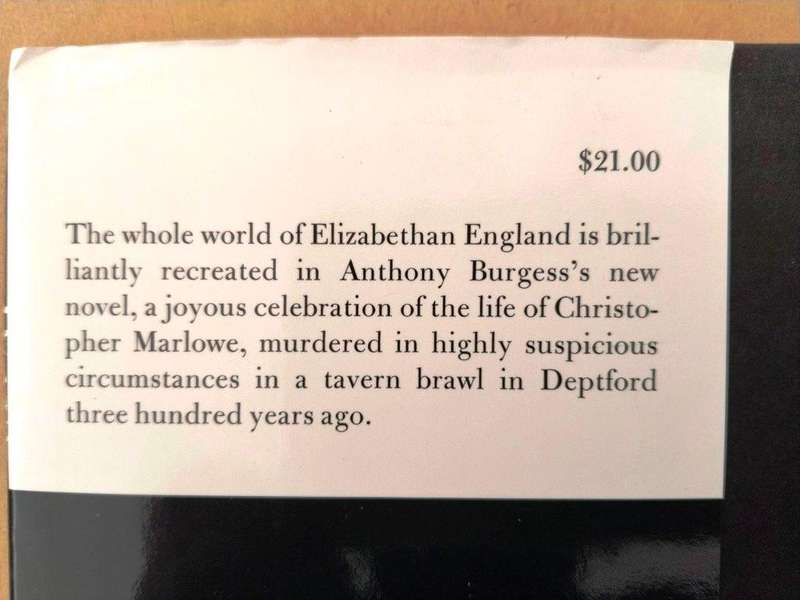 $21.00
The whole world of Elizabethan England is bril-
liantly recreated in Anthony Burgess's new
novel, a joyous celebration of the life of Christo-
pher Marlowe, murdered in highly suspicious
circumstances in a tavern brawl in Deptford
three hundred years ago.